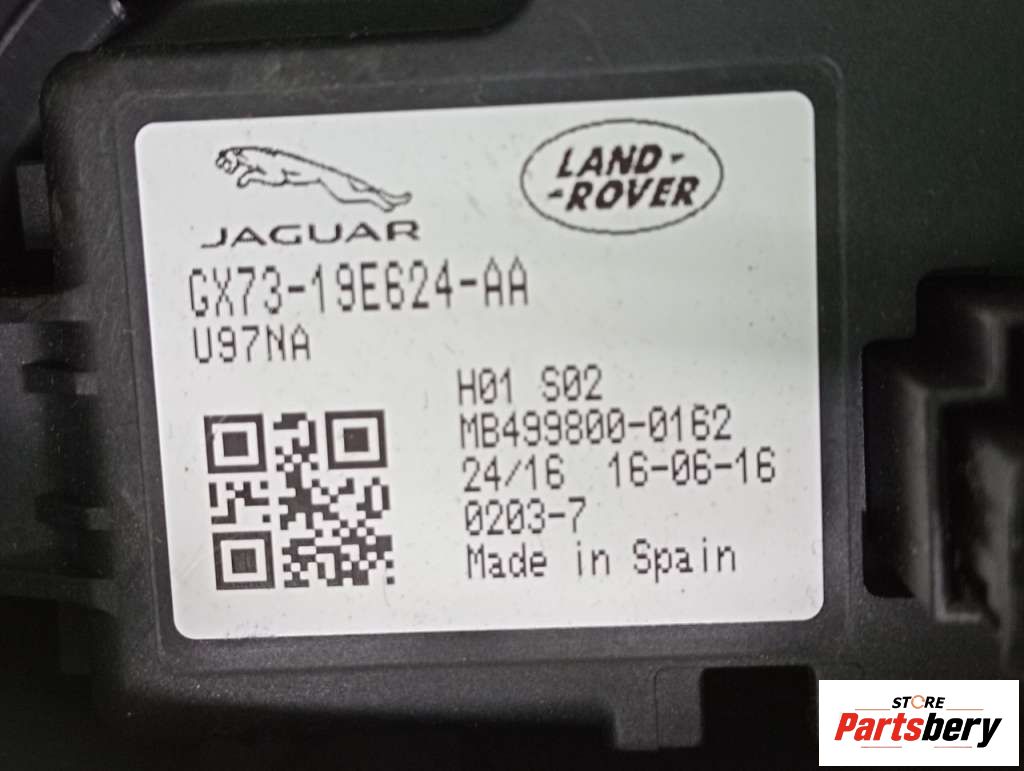 JAGUAR
LAND-
-ROVER
GX73-19E624-AA
U97NA
H01 S02
MB499800-0162
24/16 16-06-16
0203-7
Made in Spain
STORE
Partsbery